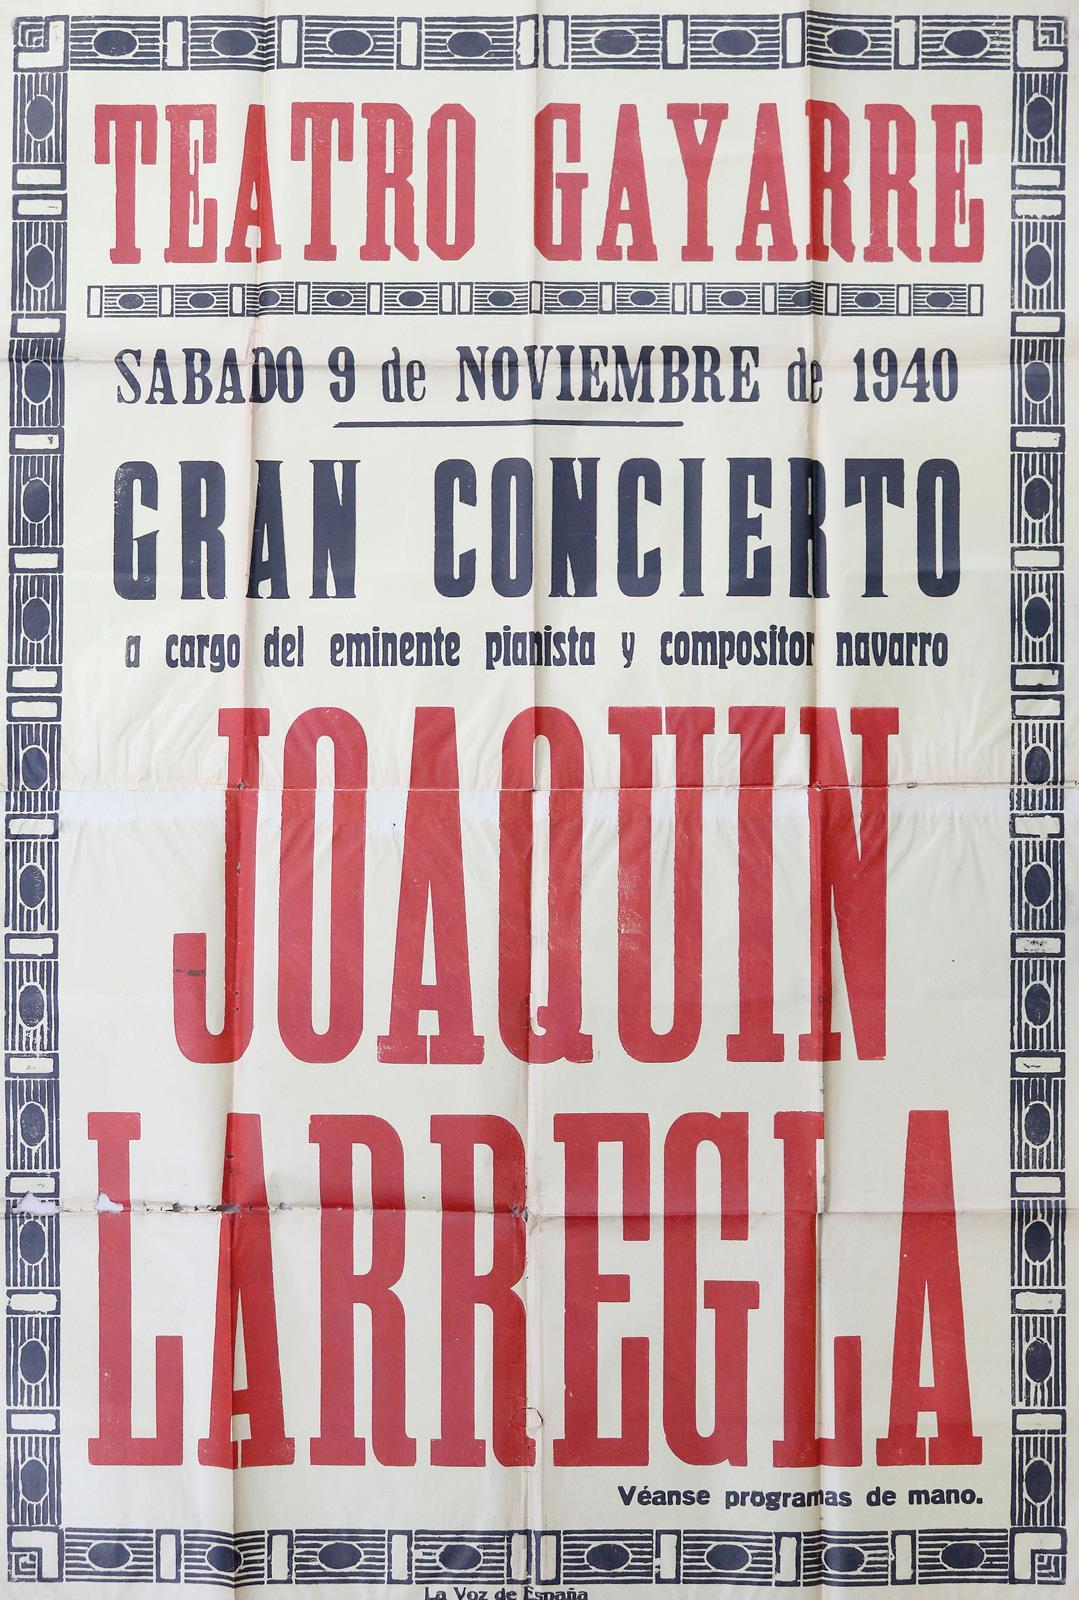 TEATRO GAYARRE
SABADO 9 de NOVIEMBRE de 1940
GRAN CONCIERTO
a cargo del eminente pianista y compositor navarro
JOAQUIN
LARREGLA
Véanse programas de mano.
La Voz de España